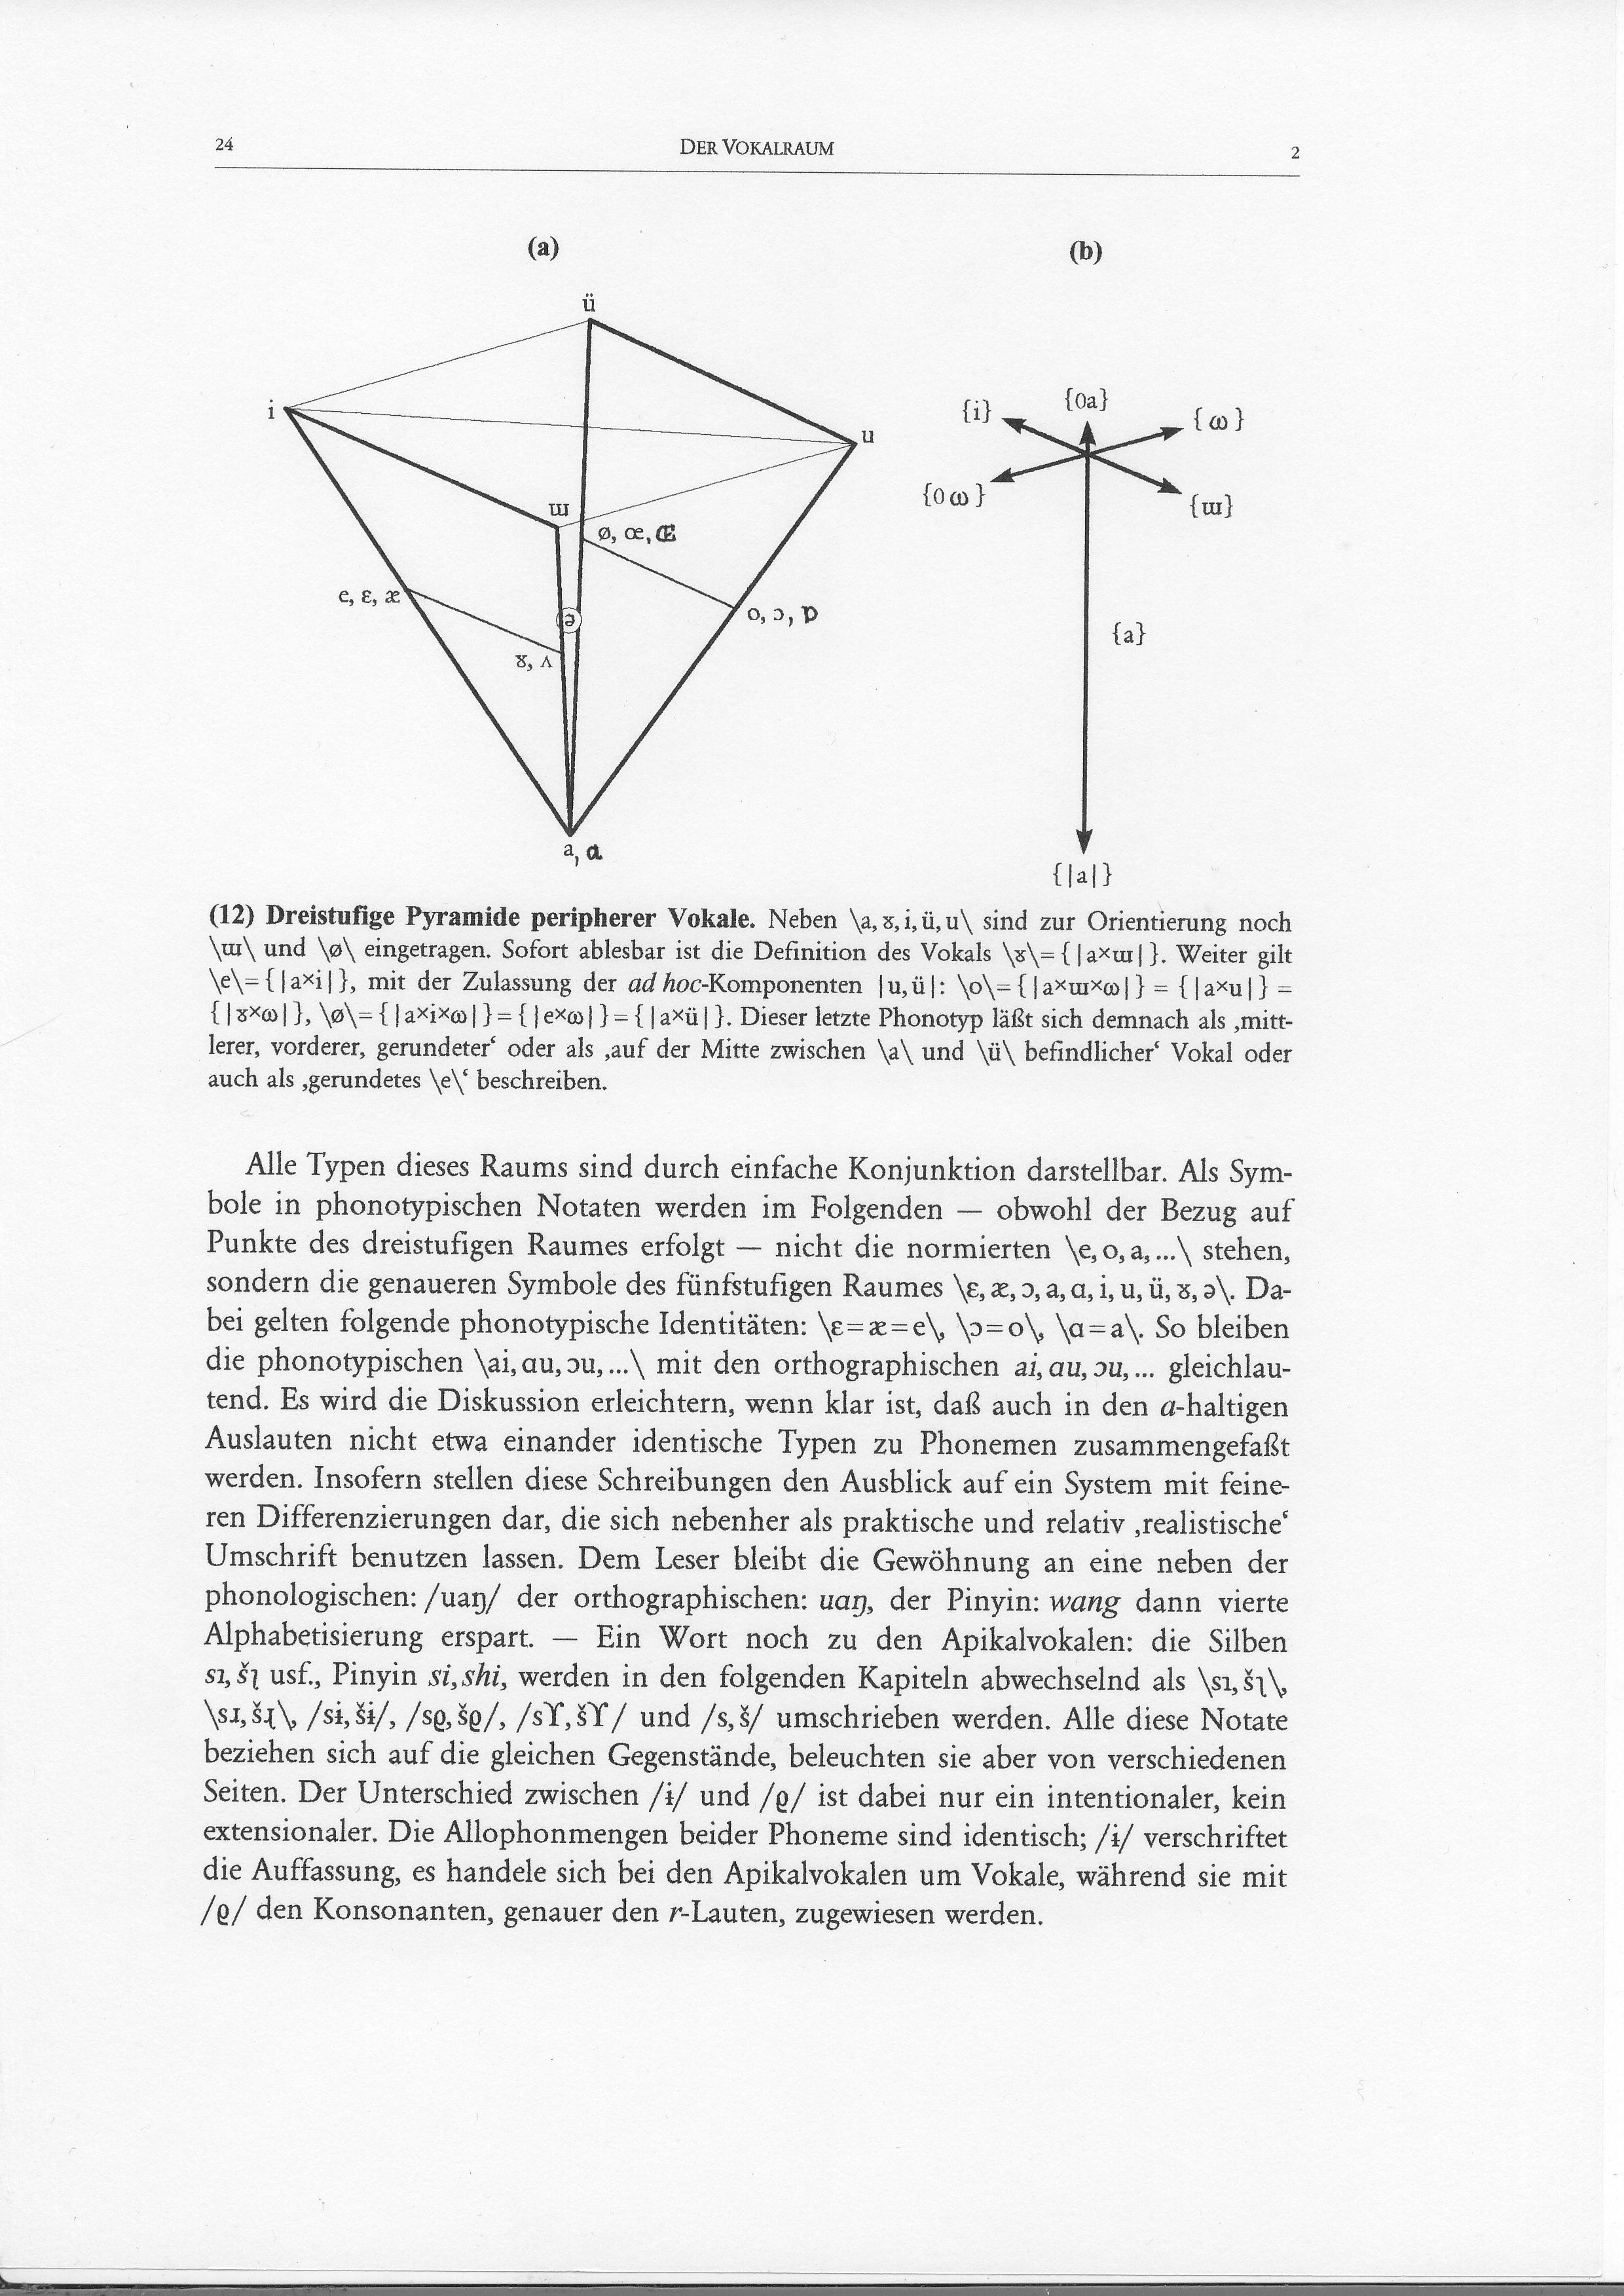 24 DER VOKALRAUM 2
(a) (b)
ü
i
u
ɯ
ø, œ, Œ
e, ɛ, æ
o, ɔ, ɒ
ə
ɤ, ʌ
a, ɑ
{0a}
{i}
{ω}
{0ω}
{ɯ}
{a}
{|a|}
(12) Dreistufige Pyramide peripherer Vokale. Neben \a, ɤ, i, ü, u\ sind zur Orientierung noch
\ɯ\ und \ø\ eingetragen. Sofort ablesbar ist die Definition des Vokals \ɤ\={|a×ɯ|}. Weiter gilt
\e\={|a×i|}, mit der Zulassung der ad hoc-Komponenten |u, ü|: \o\={|a×ɯ×ω|} = {|a×u|} =
{|ɤ×ω|}, \ø\={|a×i×ω|}={|e×ω|}={|a×ü|}. Dieser letzte Phonotyp läßt sich demnach als ‚mitt-
lerer, vorderer, gerundeter‘ oder als ‚auf der Mitte zwischen \a\ und \ü\ befindlicher‘ Vokal oder
auch als ‚gerundetes \e\‘ beschreiben.
Alle Typen dieses Raums sind durch einfache Konjunktion darstellbar. Als Sym-
bole in phonotypischen Notaten werden im Folgenden — obwohl der Bezug auf
Punkte des dreistufigen Raumes erfolgt — nicht die normierten \e, o, a, ...\ stehen,
sondern die genaueren Symbole des fünfstufigen Raumes \ɛ, æ, ɔ, a, ɑ, i, u, ü, ɤ, ə\. Da-
bei gelten folgende phonotypische Identitäten: \ɛ=æ=e\, \ɔ=o\, \ɑ=a\. So bleiben
die phonotypischen \ai, ɑu, ɔu, ...\ mit den orthographischen ai, ɑu, ɔu, ... gleichlau-
tend. Es wird die Diskussion erleichtern, wenn klar ist, daß auch in den a-haltigen
Auslauten nicht etwa einander identische Typen zu Phonemen zusammengefaßt
werden. Insofern stellen diese Schreibungen den Ausblick auf ein System mit feine-
ren Differenzierungen dar, die sich nebenher als praktische und relativ ‚realistische‘
Umschrift benutzen lassen. Dem Leser bleibt die Gewöhnung an eine neben der
phonologischen: /uaŋ/ der orthographischen: uɑŋ, der Pinyin: wang dann vierte
Alphabetisierung erspart. — Ein Wort noch zu den Apikalvokalen: die Silben
sɿ, šʅ usf., Pinyin si, shi, werden in den folgenden Kapiteln abwechselnd als \sɿ, šʅ\,
\sɹ, šɻ\, /sɨ, šɨ/, /sϱ, šϱ/, /sϒ, šϒ/ und /s, š/ umschrieben werden. Alle diese Notate
beziehen sich auf die gleichen Gegenstände, beleuchten sie aber von verschiedenen
Seiten. Der Unterschied zwischen /ɨ/ und /ϱ/ ist dabei nur ein intentionaler, kein
extensionaler. Die Allophonmengen beider Phoneme sind identisch; /ɨ/ verschriftet
die Auffassung, es handele sich bei den Apikalvokalen um Vokale, während sie mit
/ϱ/ den Konsonanten, genauer den r-Lauten, zugewiesen werden.